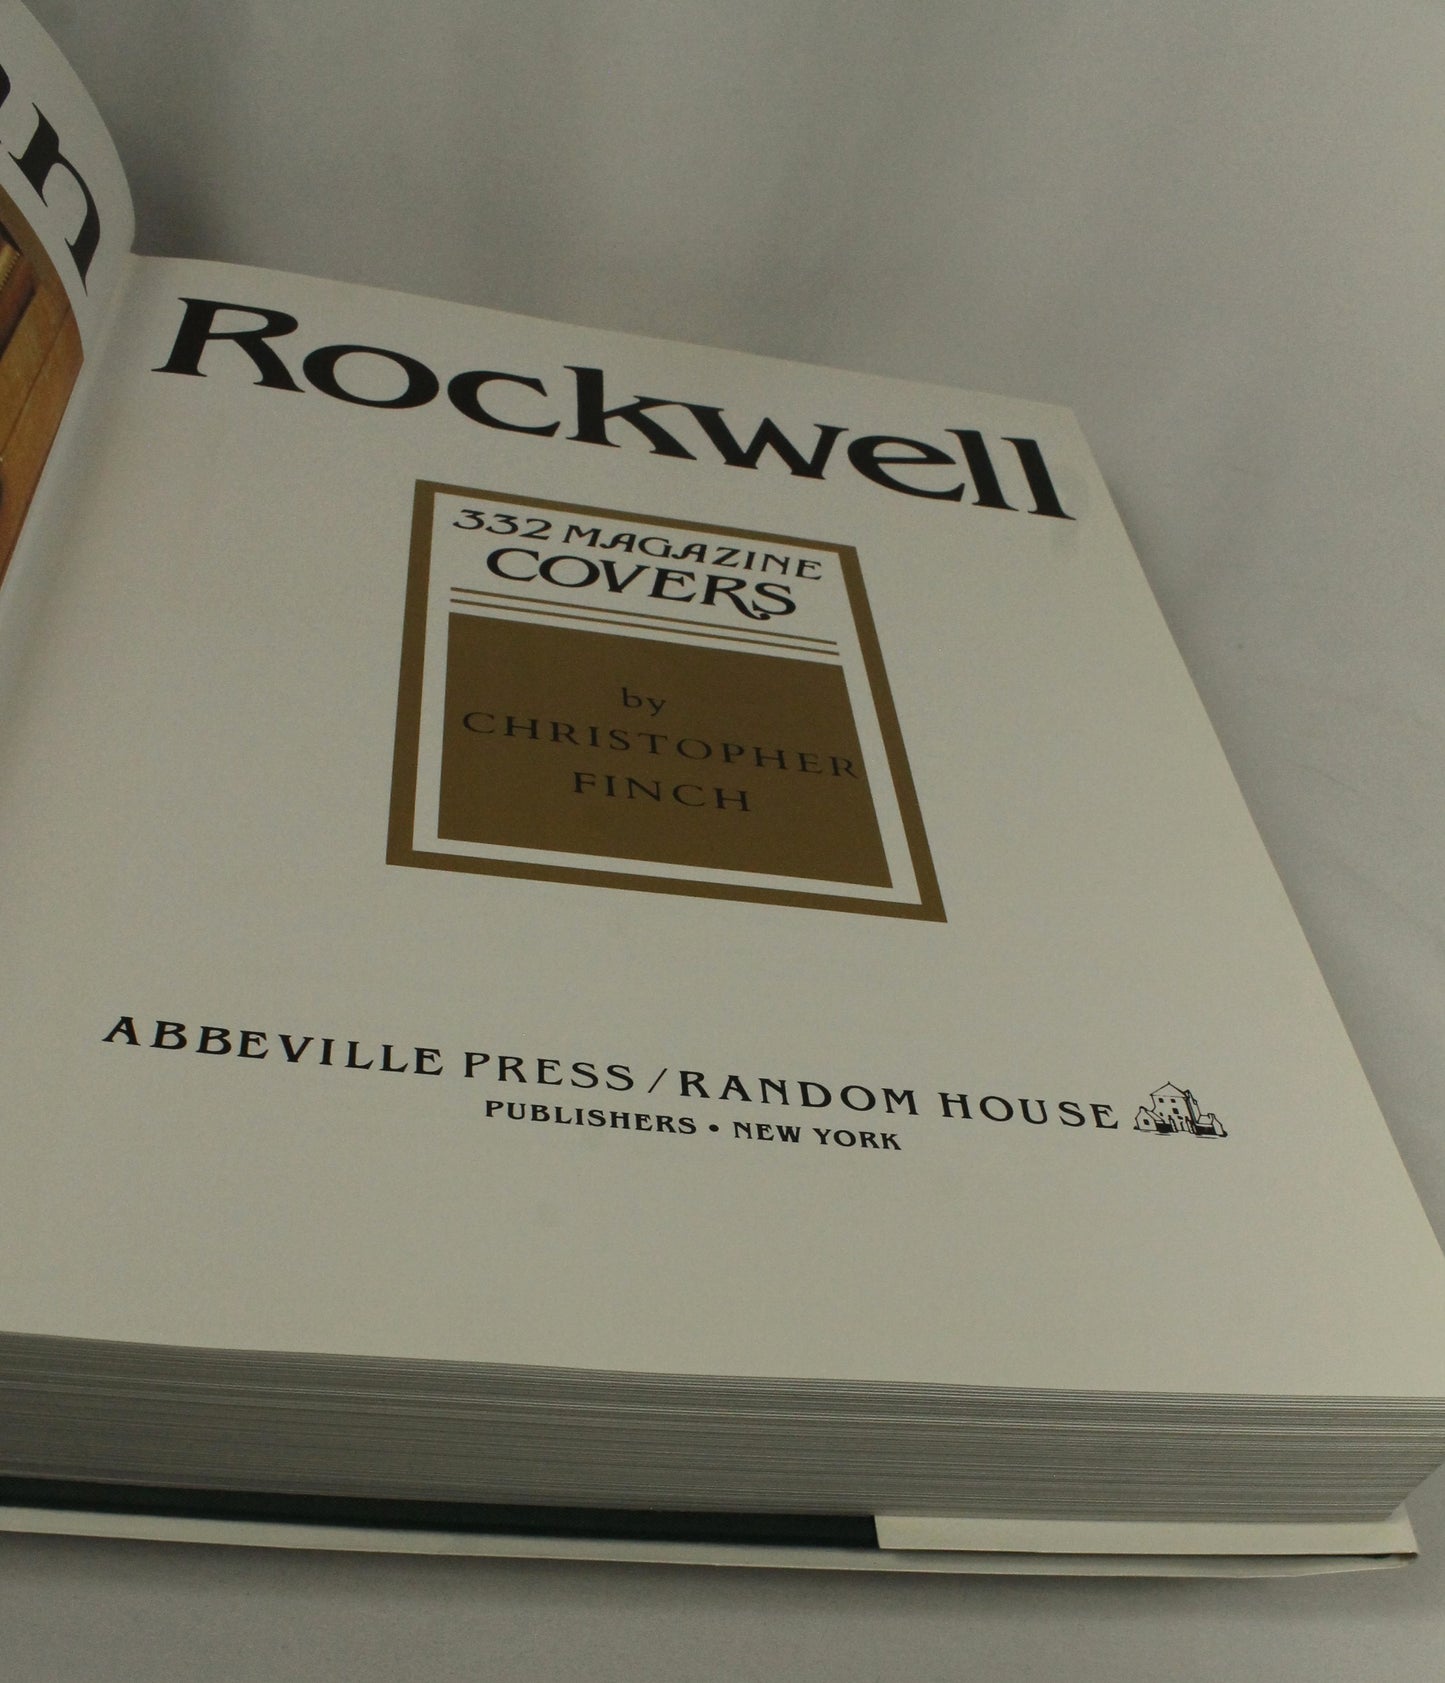 Rockwell
332 MAGAZINE
COVERS
by
CHRISTOPHER
FINCH
ABBEVILLE PRESS / RANDOM HOUSE
PUBLISHERS • NEW YORK